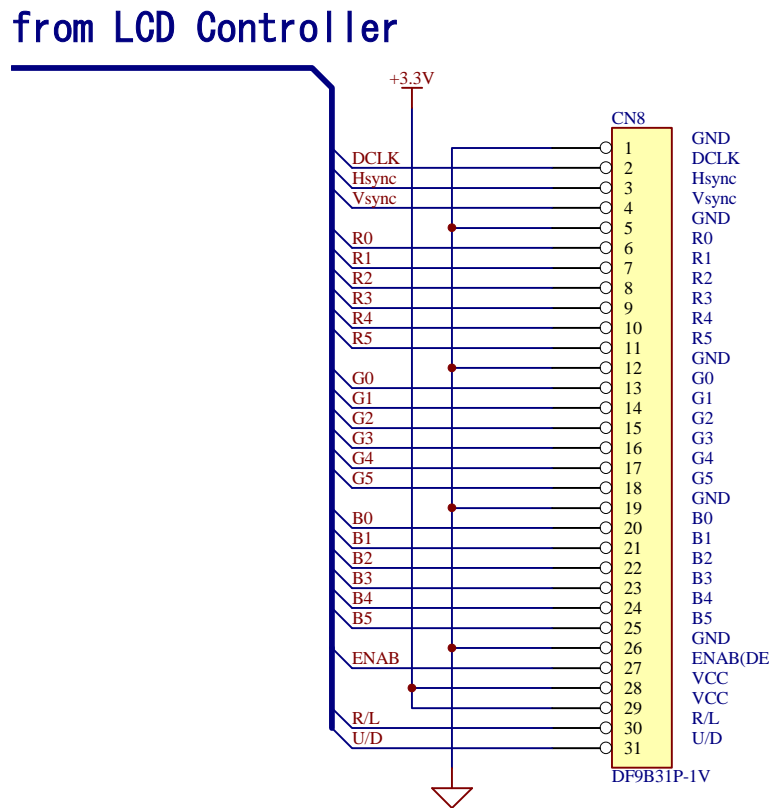 from LCD Controller
+3.3V
CN8
1 GND
DCLK 2 DCLK
Hsync 3 Hsync
Vsync 4 Vsync
5 GND
R0 6 R0
R1 7 R1
R2 8 R2
R3 9 R3
R4 10 R4
R5 11 R5
12 GND
G0 13 G0
G1 14 G1
G2 15 G2
G3 16 G3
G4 17 G4
G5 18 G5
19 GND
B0 20 B0
B1 21 B1
B2 22 B2
B3 23 B3
B4 24 B4
B5 25 B5
26 GND
ENAB 27 ENAB(DE
28 VCC
29 VCC
R/L 30 R/L
U/D 31 U/D
DF9B31P-1V